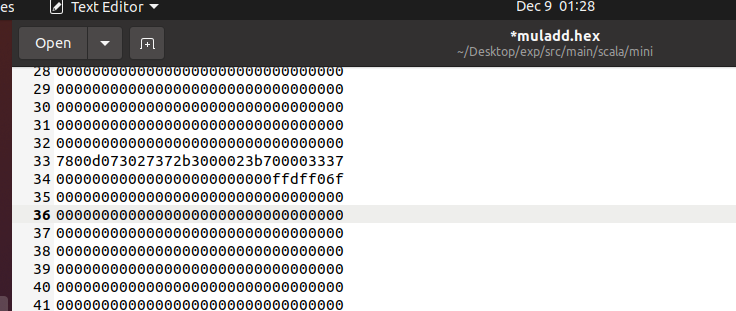 es Text Editor Dec 9 01:28
Open *muladd.hex
~/Desktop/exp/src/main/scala/mini
28 00000000000000000000000000000000
29 00000000000000000000000000000000
30 00000000000000000000000000000000
31 00000000000000000000000000000000
32 00000000000000000000000000000000
33 7800d073027372b3000023b700003337
34 000000000000000000000000ffdff06f
35 00000000000000000000000000000000
36 00000000000000000000000000000000
37 00000000000000000000000000000000
38 00000000000000000000000000000000
39 00000000000000000000000000000000
40 00000000000000000000000000000000
41 00000000000000000000000000000000